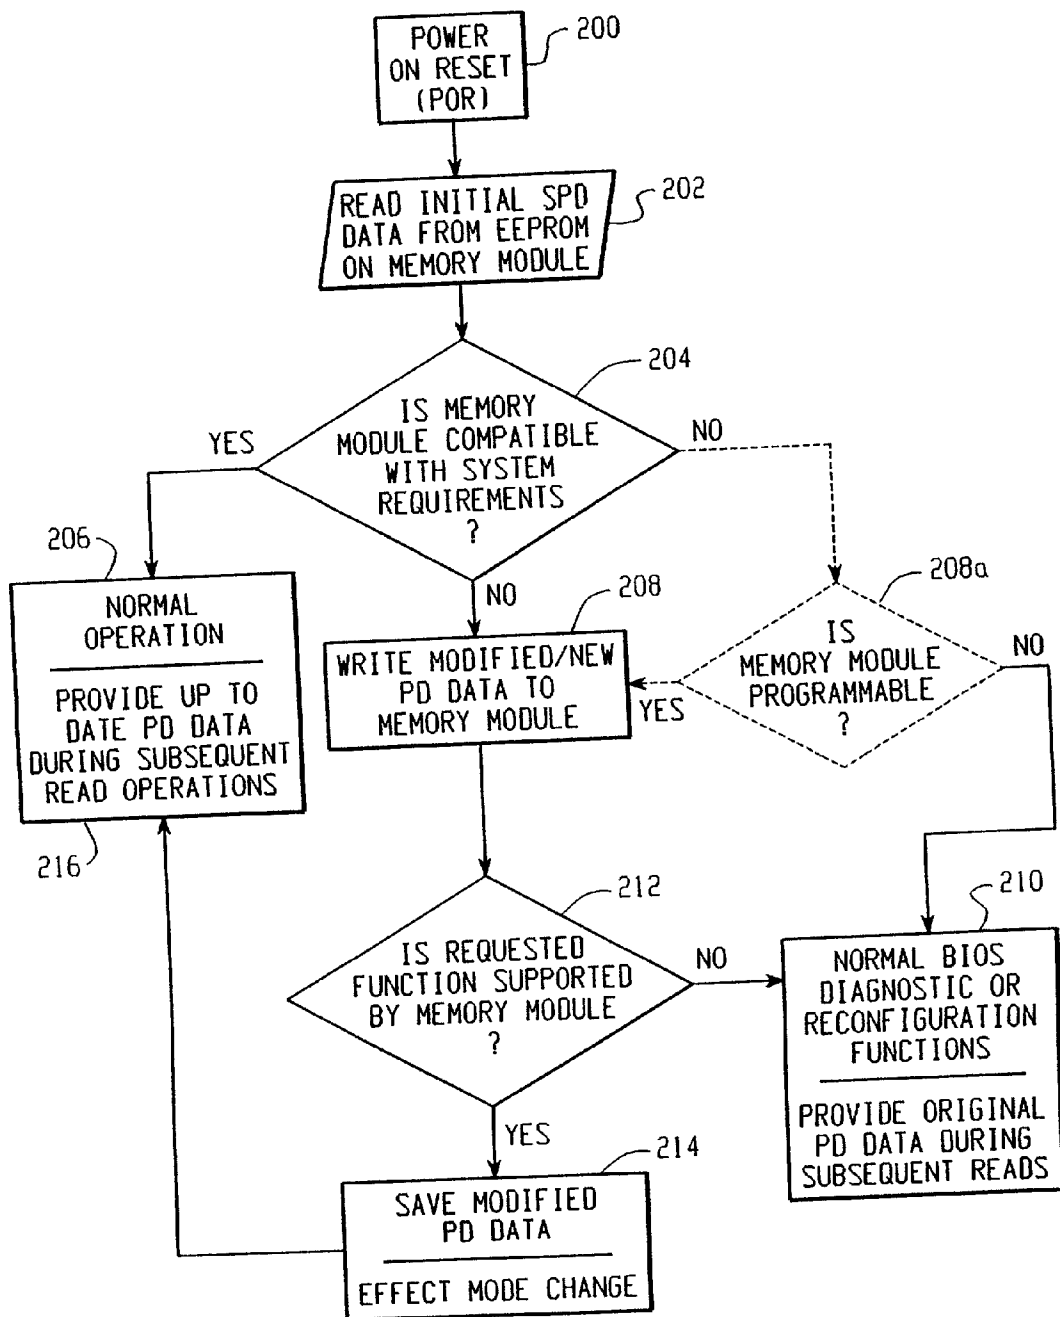 200
POWER
ON RESET
(POR)
202
READ INITIAL SPD
DATA FROM EEPROM
ON MEMORY MODULE
204
IS MEMORY
MODULE COMPATIBLE
WITH SYSTEM
REQUIREMENTS
?
YES
NO
NO
206
NORMAL
OPERATION
PROVIDE UP TO
DATE PD DATA
DURING SUBSEQUENT
READ OPERATIONS
216
208
WRITE MODIFIED/NEW
PD DATA TO
MEMORY MODULE
208a
IS
MEMORY MODULE
PROGRAMMABLE
?
YES
NO
212
IS REQUESTED
FUNCTION SUPPORTED
BY MEMORY MODULE
?
NO
YES
210
NORMAL BIOS
DIAGNOSTIC OR
RECONFIGURATION
FUNCTIONS
PROVIDE ORIGINAL
PD DATA DURING
SUBSEQUENT READS
214
SAVE MODIFIED
PD DATA
EFFECT MODE CHANGE